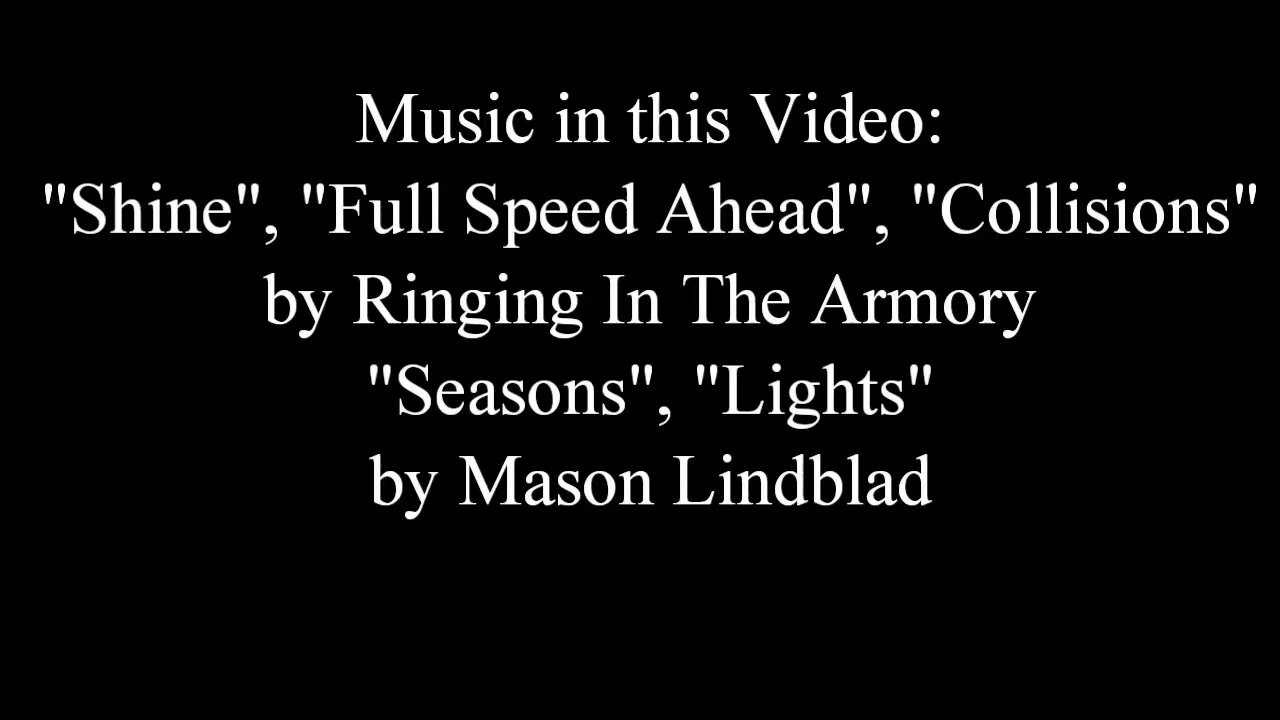 Music in this Video:
"Shine", "Full Speed Ahead", "Collisions"
by Ringing In The Armory
"Seasons", "Lights"
by Mason Lindblad